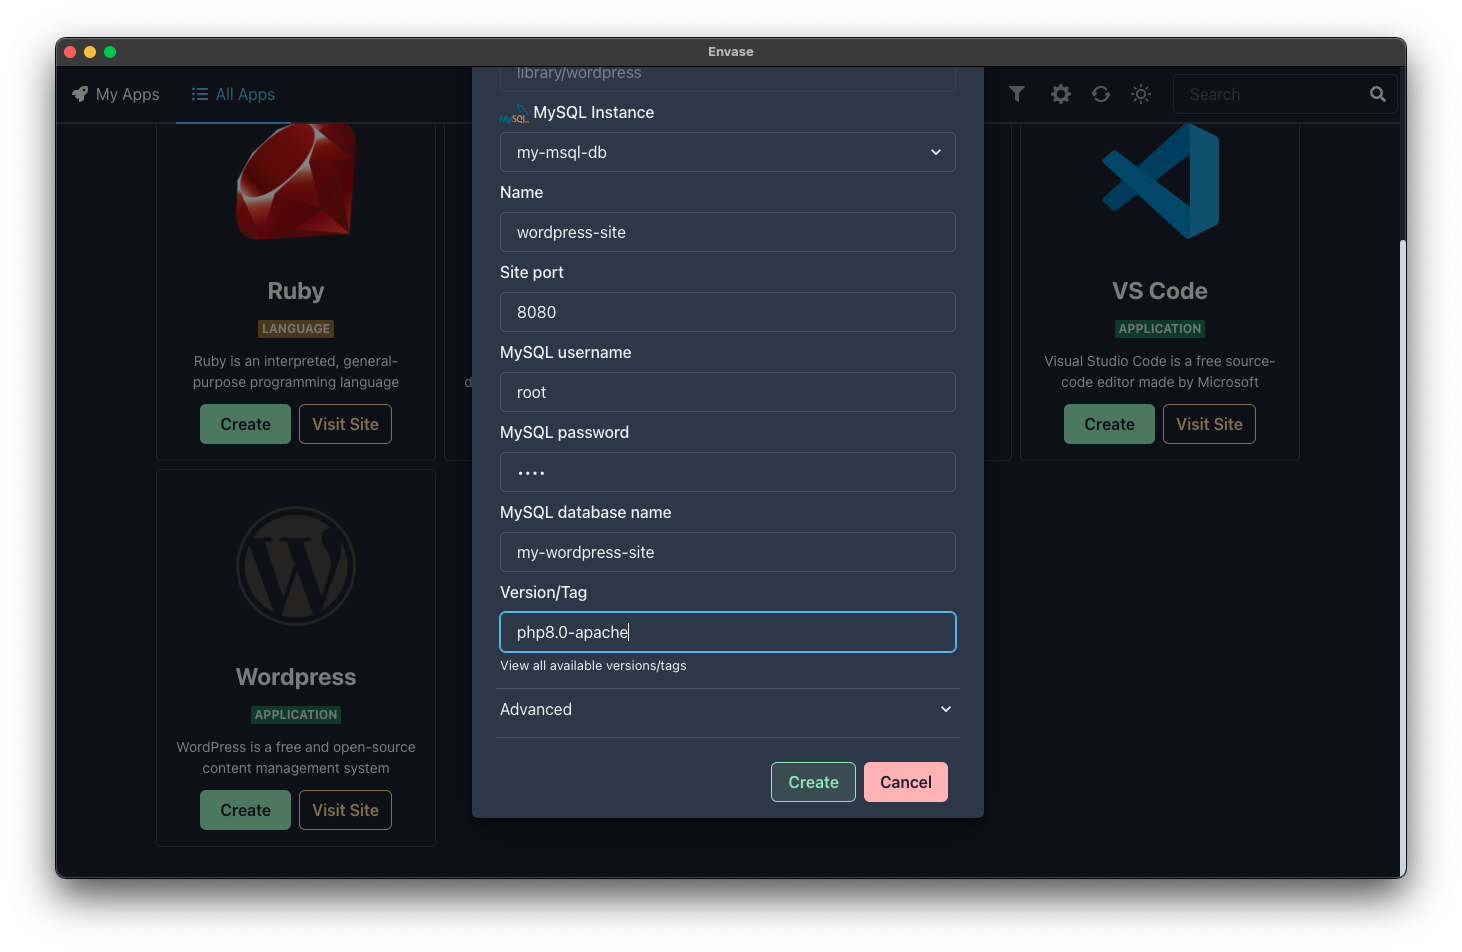 Envase
My Apps
All Apps
Search
library/wordpress
MySQL MySQL Instance
my-msql-db
Name
wordpress-site
Site port
8080
MySQL username
root
MySQL password
••••
MySQL database name
my-wordpress-site
Version/Tag
php8.0-apache
View all available versions/tags
Advanced
Create Cancel
Ruby
LANGUAGE
Ruby is an interpreted, general-
purpose programming language
Create Visit Site
d
VS Code
APPLICATION
Visual Studio Code is a free source-
code editor made by Microsoft
Create Visit Site
Wordpress
APPLICATION
WordPress is a free and open-source
content management system
Create Visit Site